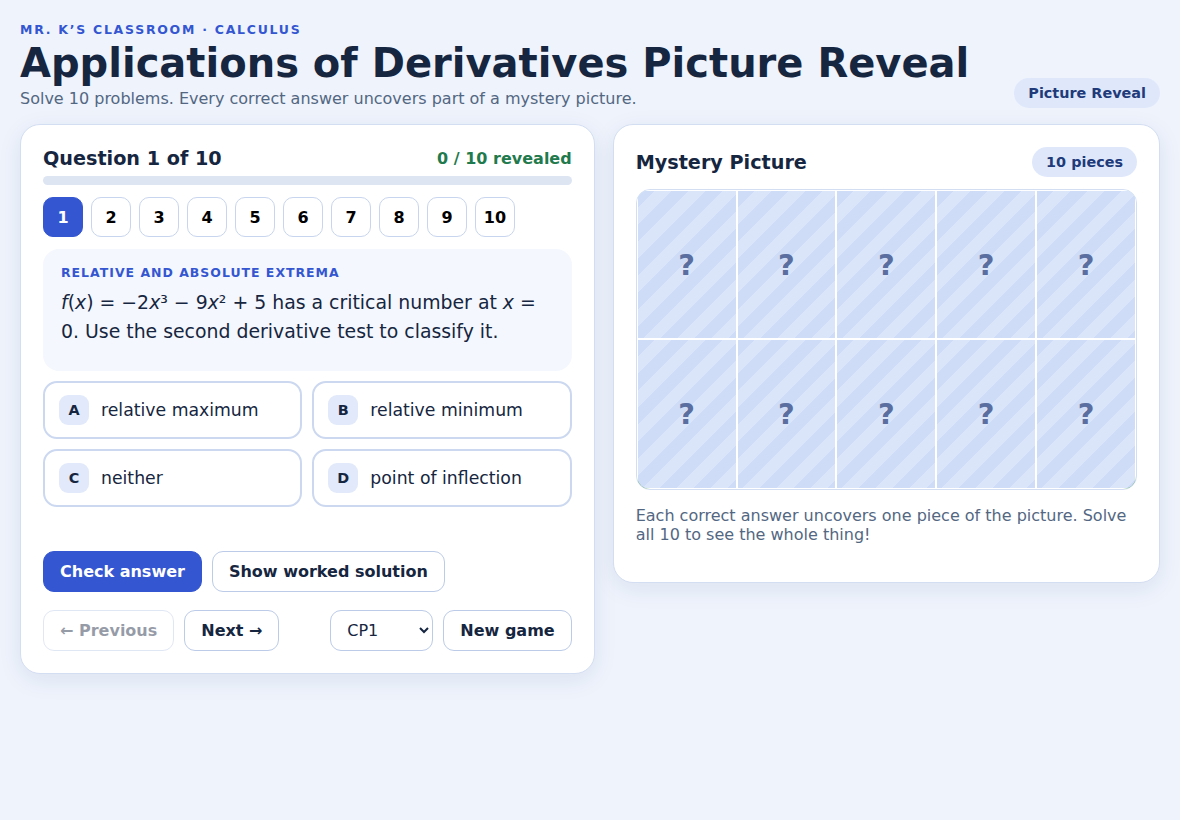 MR. K’S CLASSROOM · CALCULUS
Applications of Derivatives Picture Reveal
Solve 10 problems. Every correct answer uncovers part of a mystery picture.
Picture Reveal
Question 1 of 10
0 / 10 revealed
1 2 3 4 5 6 7 8 9 10
RELATIVE AND ABSOLUTE EXTREMA
f(x) = −2x³ − 9x² + 5 has a critical number at x =
0. Use the second derivative test to classify it.
A relative maximum
B relative minimum
C neither
D point of inflection
Check answer
Show worked solution
← Previous
Next →
CP1
New game
Mystery Picture
10 pieces
? ? ? ? ?
? ? ? ? ?
Each correct answer uncovers one piece of the picture. Solve
all 10 to see the whole thing!